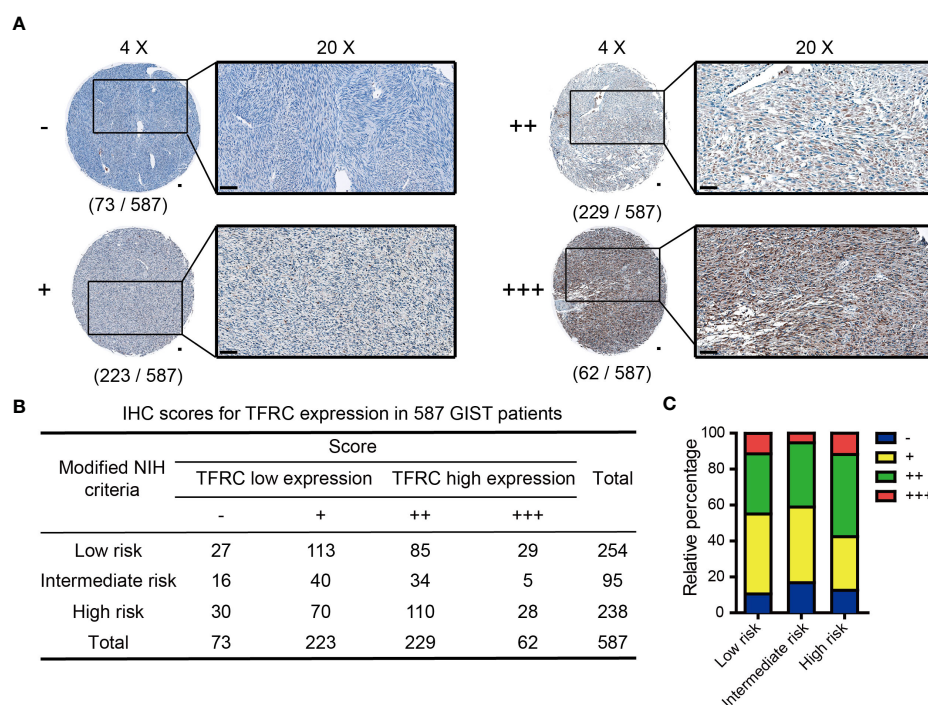 A
4 X 20 X
4 X 20 X
-
(73 / 587)
++
(229 / 587)
+
(223 / 587)
+++
(62 / 587)
B
IHC scores for TFRC expression in 587 GIST patients
Modified NIH criteria
Score
TFRC low expression TFRC high expression Total
- + ++ +++
Low risk 27 113 85 29 254
Intermediate risk 16 40 34 5 95
High risk 30 70 110 28 238
Total 73 223 229 62 587
C
Relative percentage
100
80
60
40
20
0
Low risk
Intermediate risk
High risk
-
+
++
+++